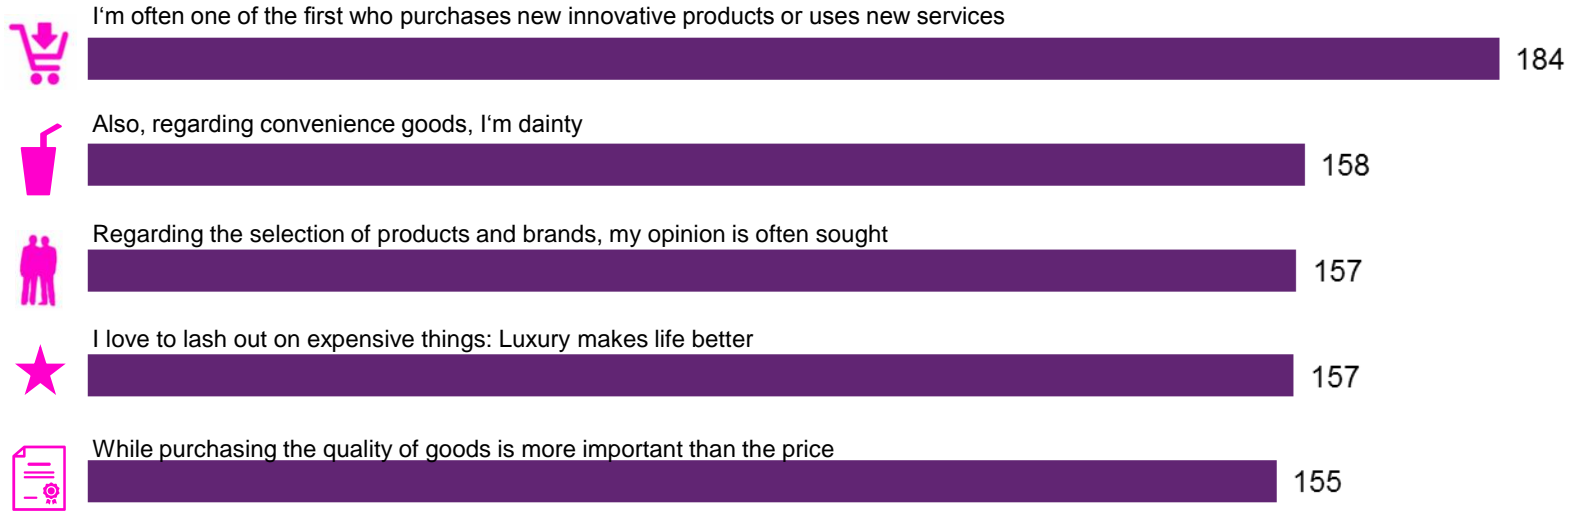 I‘m often one of the first who purchases new innovative products or uses new services
184
Also, regarding convenience goods, I‘m dainty
158
Regarding the selection of products and brands, my opinion is often sought
157
I love to lash out on expensive things: Luxury makes life better
157
While purchasing the quality of goods is more important than the price
155